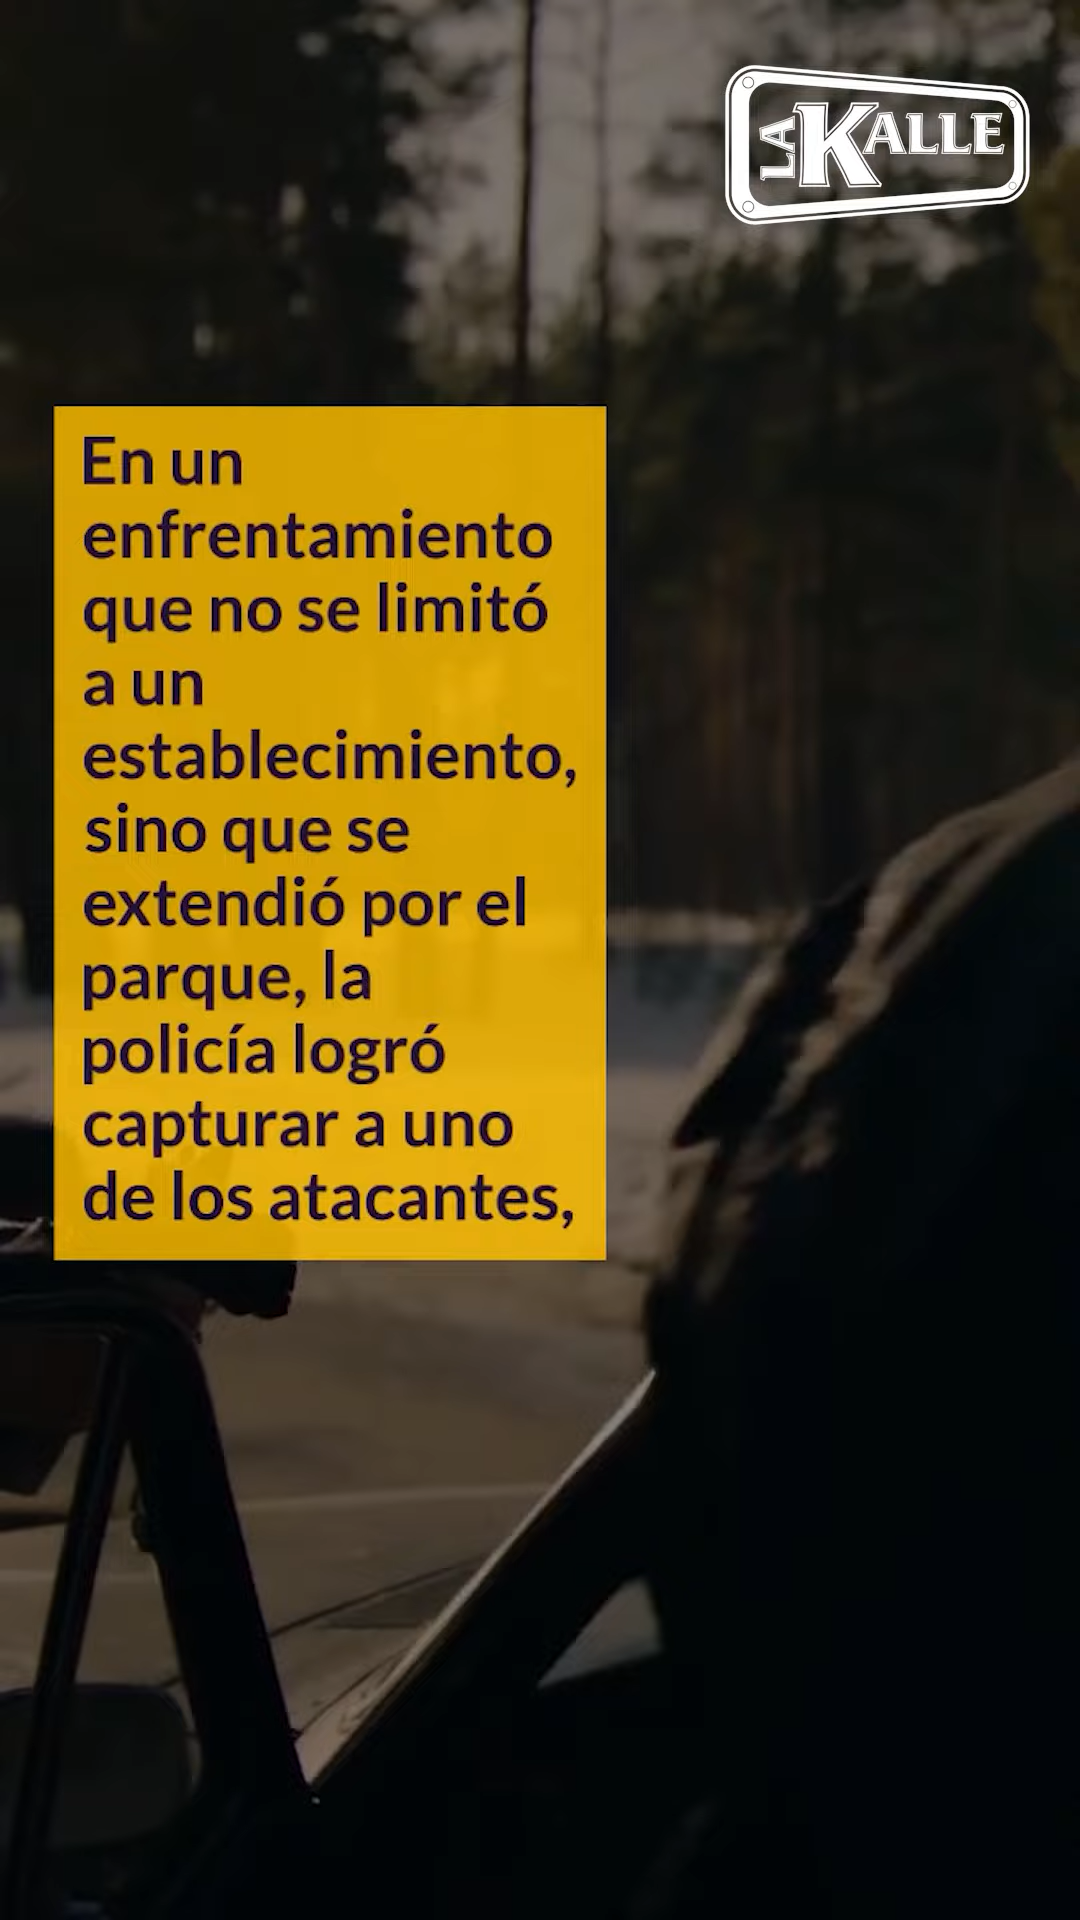 LA KALLE
En un
enfrentamiento
que no se limitó
a un
establecimiento,
sino que se
extendió por el
parque, la
policía logró
capturar a uno
de los atacantes,